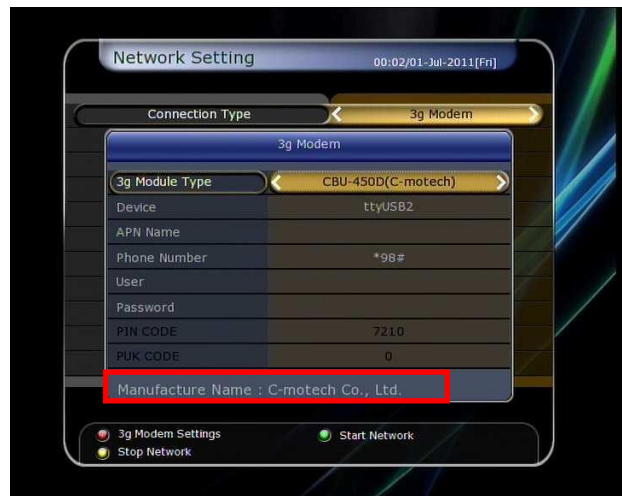 Network Setting 00:02/01-Jul-2011[Fri]
Connection Type 3g Modem
3g Modem
3g Module Type CBU-450D(C-motech)
Device ttyUSB2
APN Name
Phone Number *98#
User
Password
PIN CODE 7210
PUK CODE 0
Manufacture Name : C-motech Co., Ltd.
3g Modem Settings Start Network
Stop Network